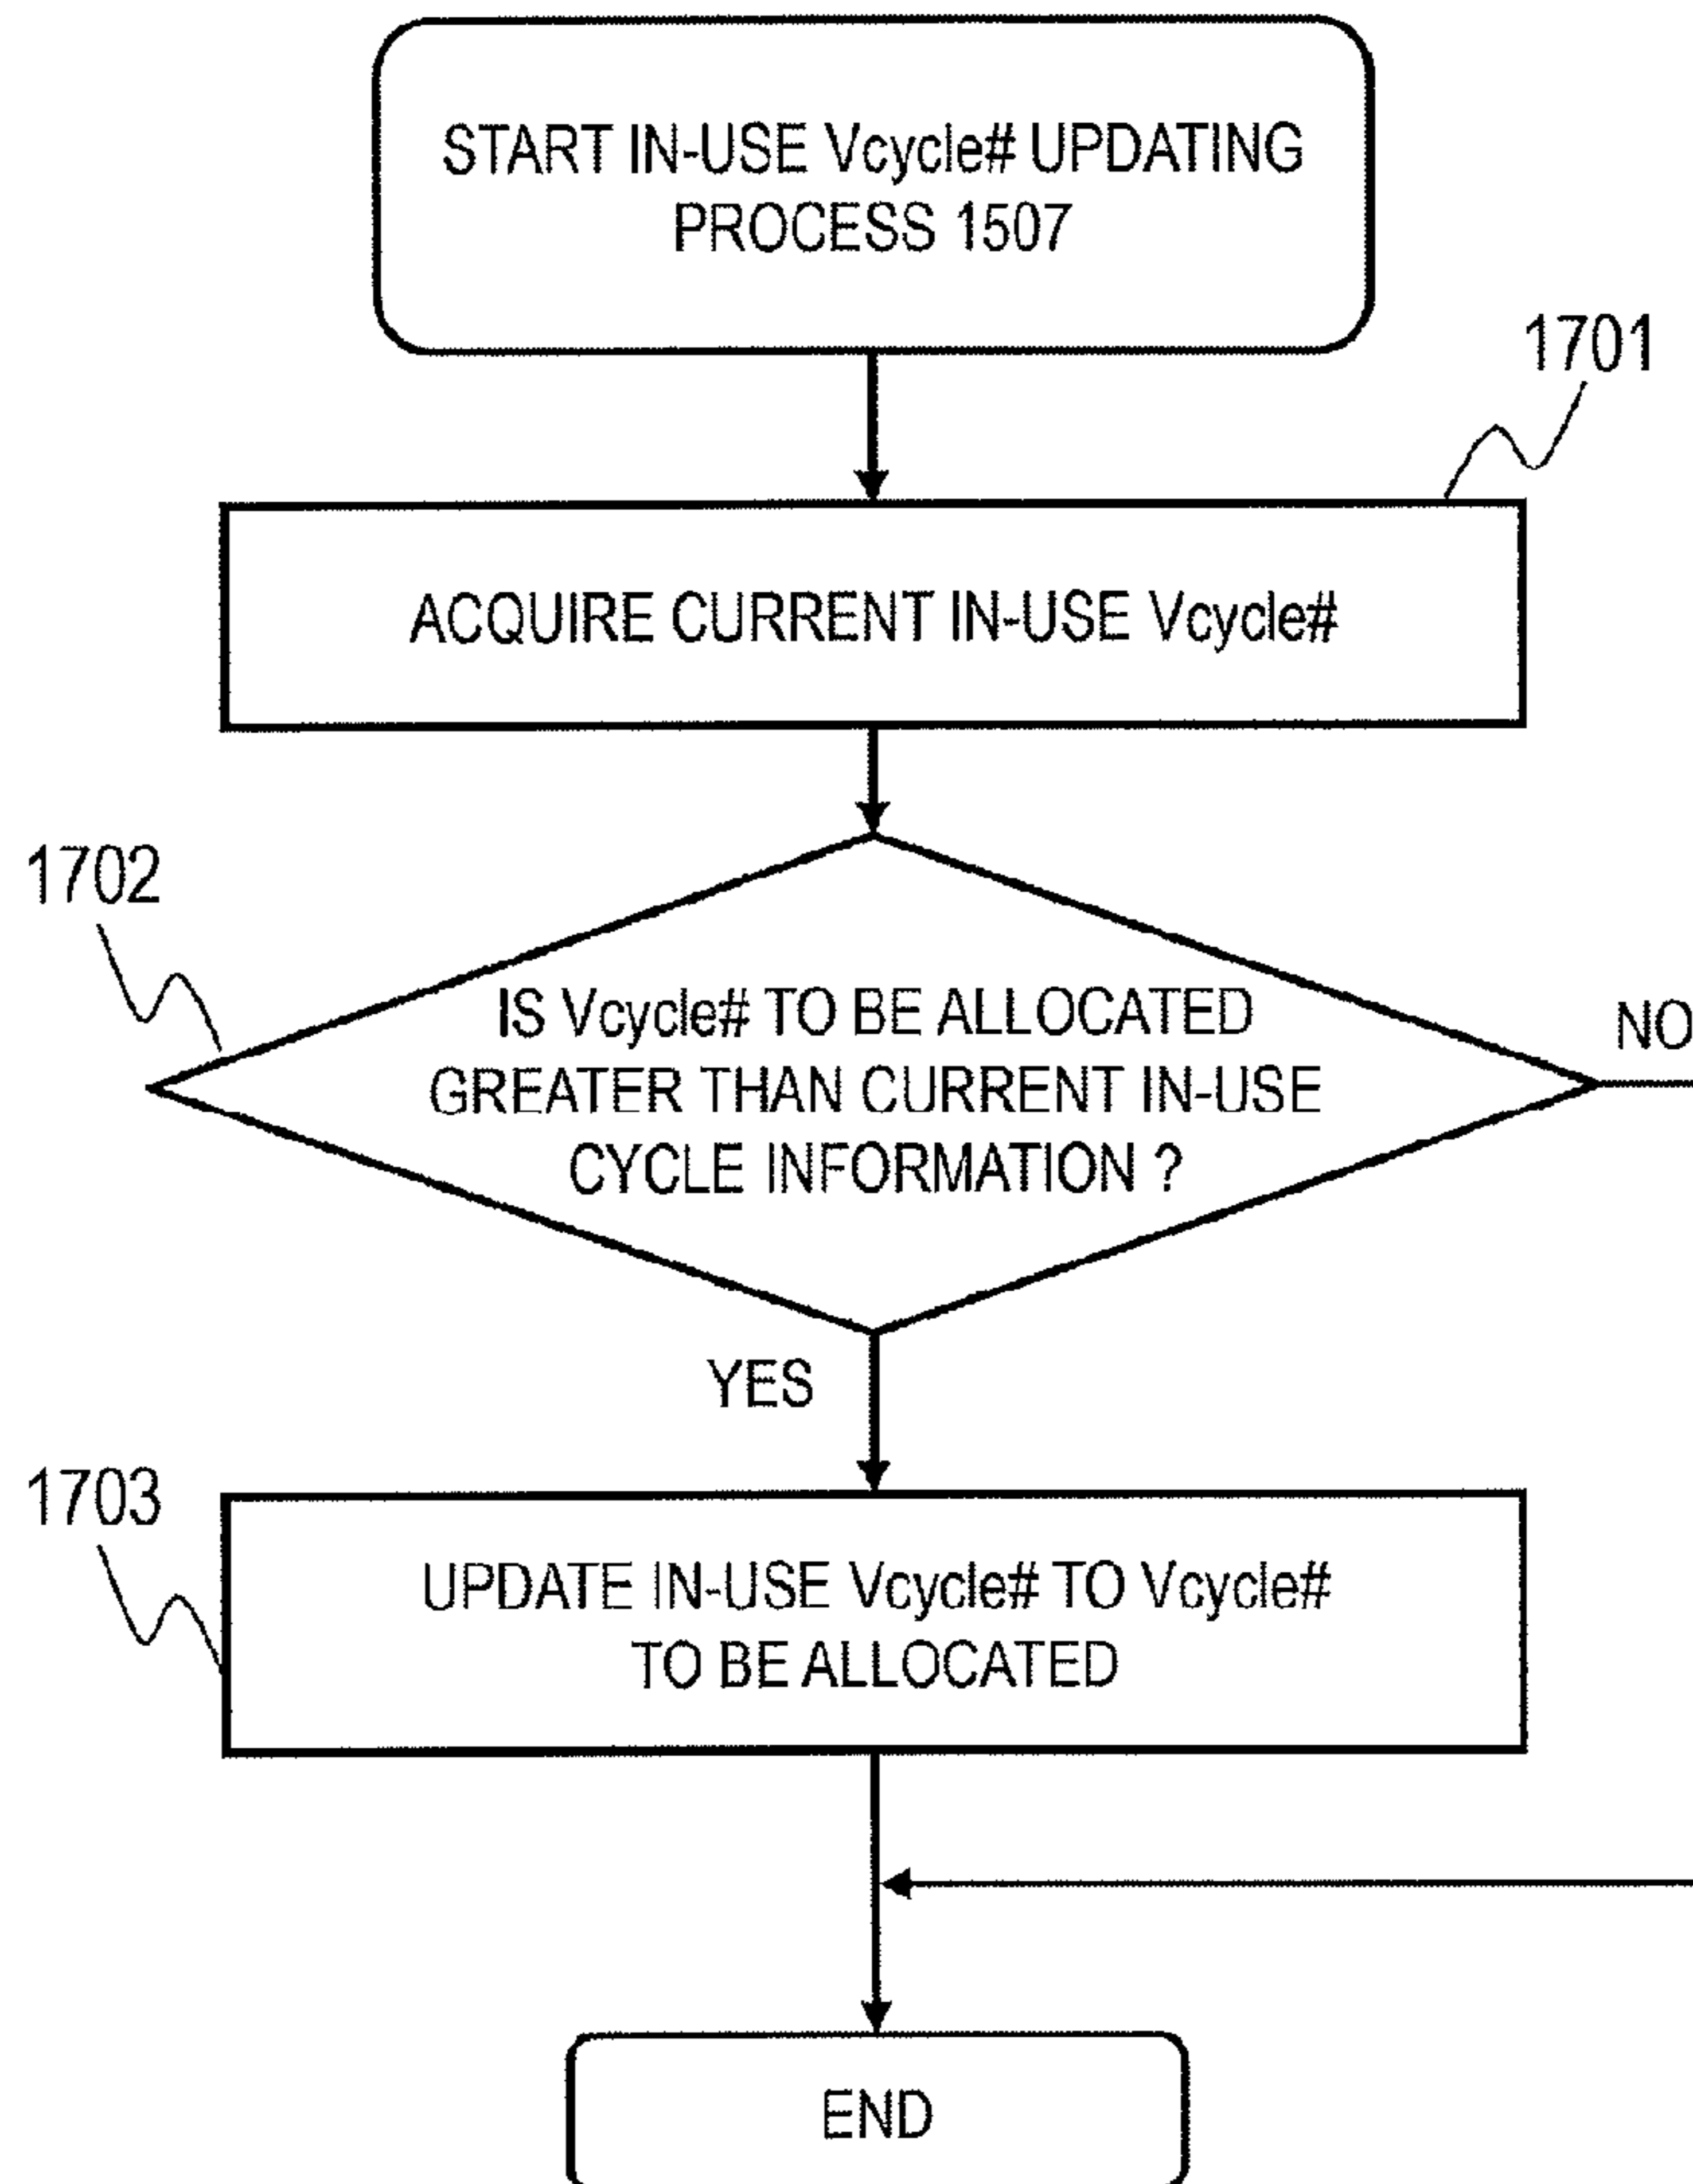 START IN-USE Vcycle# UPDATING
PROCESS 1507
1701
ACQUIRE CURRENT IN-USE Vcycle#
1702
IS Vcycle# TO BE ALLOCATED
GREATER THAN CURRENT IN-USE
CYCLE INFORMATION ?
NO
YES
1703
UPDATE IN-USE Vcycle# TO Vcycle#
TO BE ALLOCATED
END